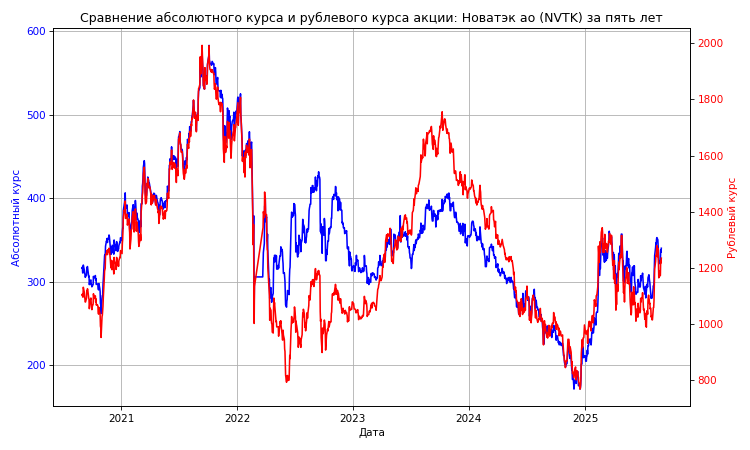 Сравнение абсолютного курса и рублевого курса акции: Новатэк ао (NVTK) за пять лет
600
500
400
300
200
Абсолютный курс
2000
1800
1600
1400
1200
1000
800
Рублевый курс
2021 2022 2023 2024 2025
Дата